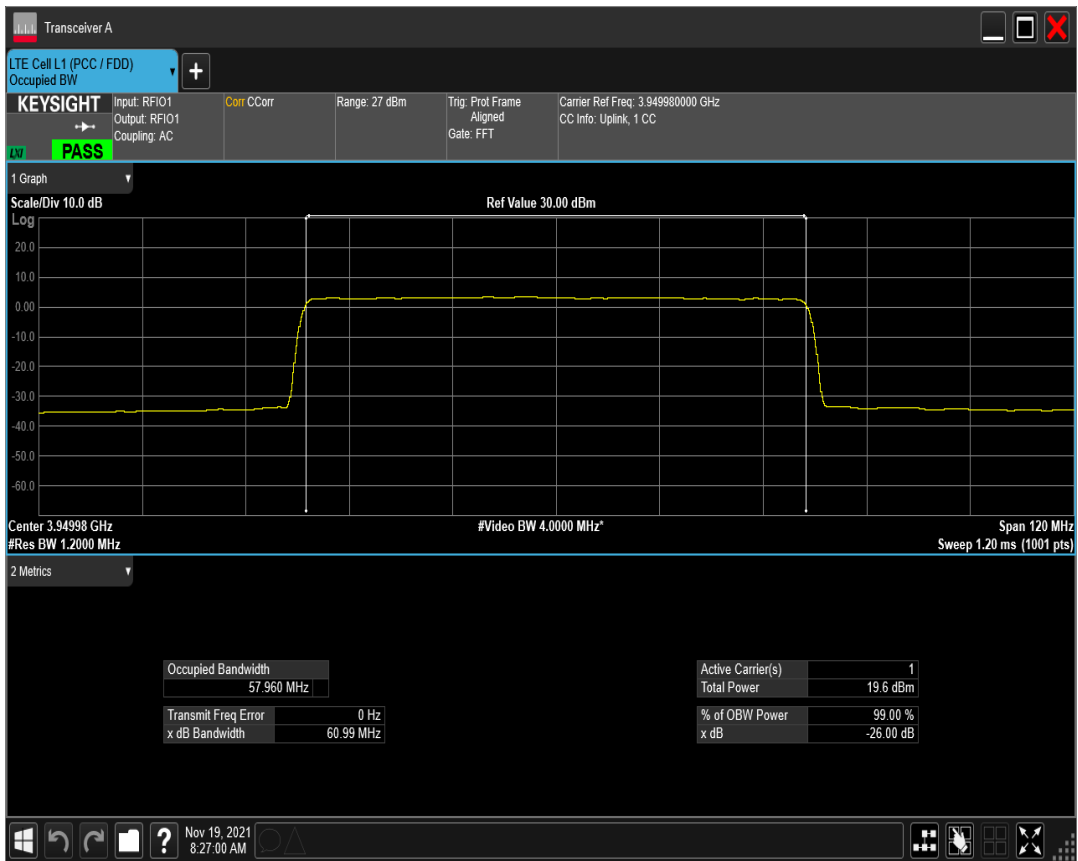 Transceiver A
LTE Cell L1 (PCC / FDD)
Occupied BW
+
KEYSIGHT
LXI
PASS
Input: RFIO1
Output: RFIO1
Coupling: AC
Corr CCorr
Range: 27 dBm
Trig: Prot Frame
Aligned
Gate: FFT
Carrier Ref Freq: 3.949980000 GHz
CC Info: Uplink, 1 CC
1 Graph
Scale/Div 10.0 dB
Ref Value 30.00 dBm
Log
20.0
10.0
0.00
-10.0
-20.0
-30.0
-40.0
-50.0
-60.0
Center 3.94998 GHz
#Video BW 4.0000 MHz*
Span 120 MHz
#Res BW 1.2000 MHz
Sweep 1.20 ms (1001 pts)
2 Metrics
Occupied Bandwidth
57.960 MHz
Transmit Freq Error 0 Hz
x dB Bandwidth 60.99 MHz
Active Carrier(s) 1
Total Power 19.6 dBm
% of OBW Power 99.00 %
x dB -26.00 dB
?
Nov 19, 2021
8:27:00 AM